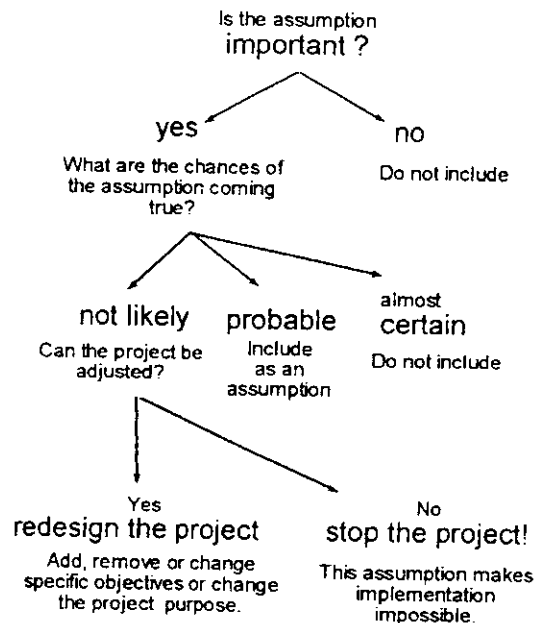 Is the assumption
important ?
yes
What are the chances of
the assumption coming
true?
no
Do not include
not likely
Can the project be
adjusted?
probable
Include
as an
assumption
almost
certain
Do not include
Yes
redesign the project
Add, remove or change
specific objectives or change
the project purpose.
No
stop the project!
This assumption makes
implementation
impossible.